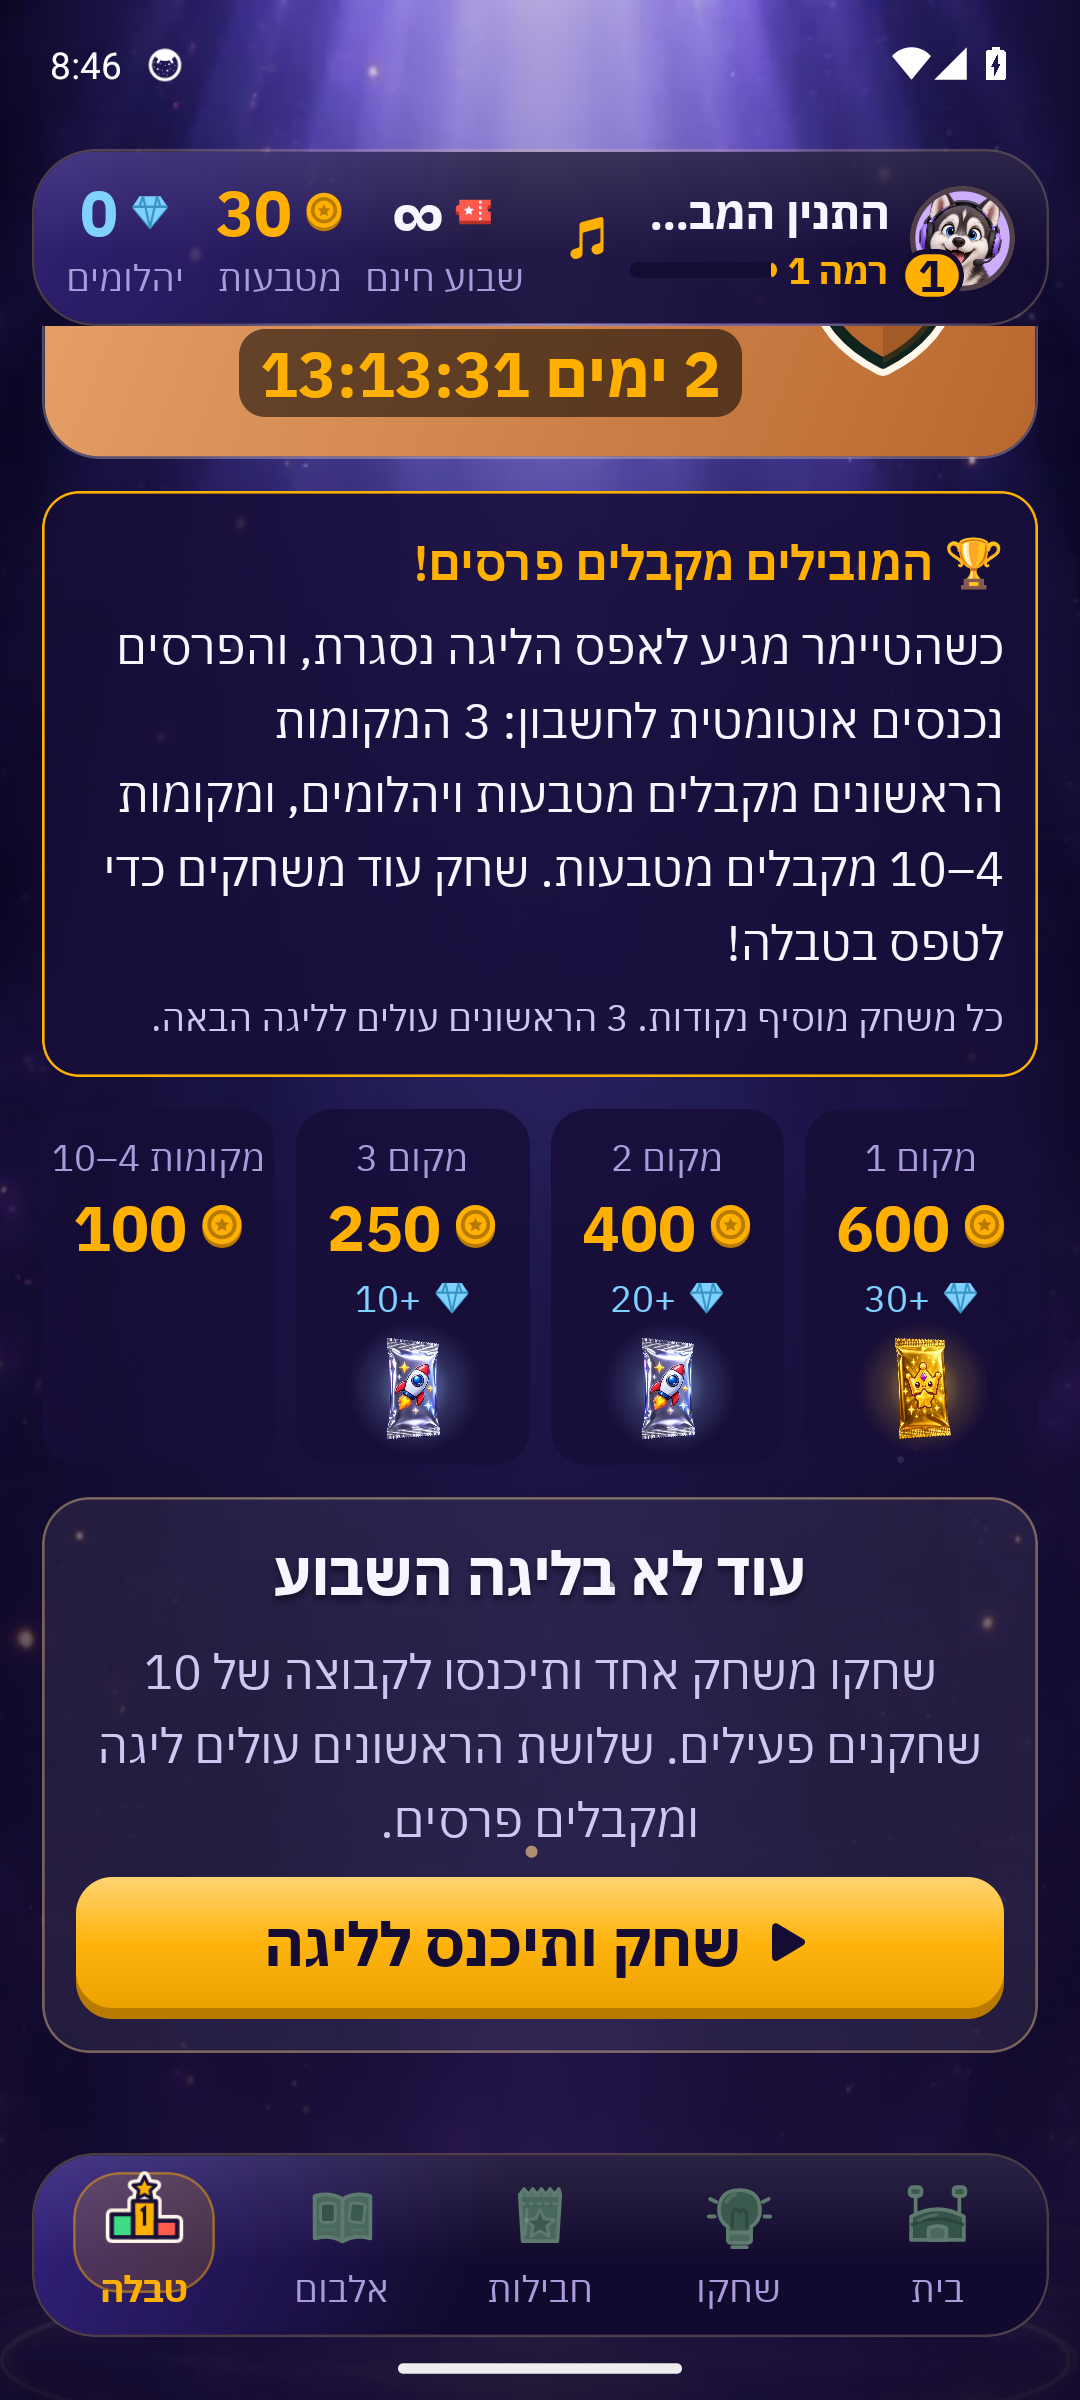 8:46
התנין המב...
רמה 1
1
∞
שבוע חינם
30
מטבעות
0
יהלומים
2 ימים 13:13:31
🏆 המובילים מקבלים פרסים!
כשהטיימר מגיע לאפס הליגה נסגרת, והפרסים
נכנסים אוטומטית לחשבון: 3 המקומות
הראשונים מקבלים מטבעות ויהלומים, ומקומות
4–10 מקבלים מטבעות. שחק עוד משחקים כדי
לטפס בטבלה!
כל משחק מוסיף נקודות. 3 הראשונים עולים לליגה הבאה.
מקום 1
600
+30
מקום 2
400
+20
מקום 3
250
+10
מקומות 4–10
100
עוד לא בליגה השבוע
שחקו משחק אחד ותיכנסו לקבוצה של 10
שחקנים פעילים. שלושת הראשונים עולים ליגה
ומקבלים פרסים.
שחק ותיכנס לליגה
בית
שחקו
חבילות
אלבום
1
טבלה